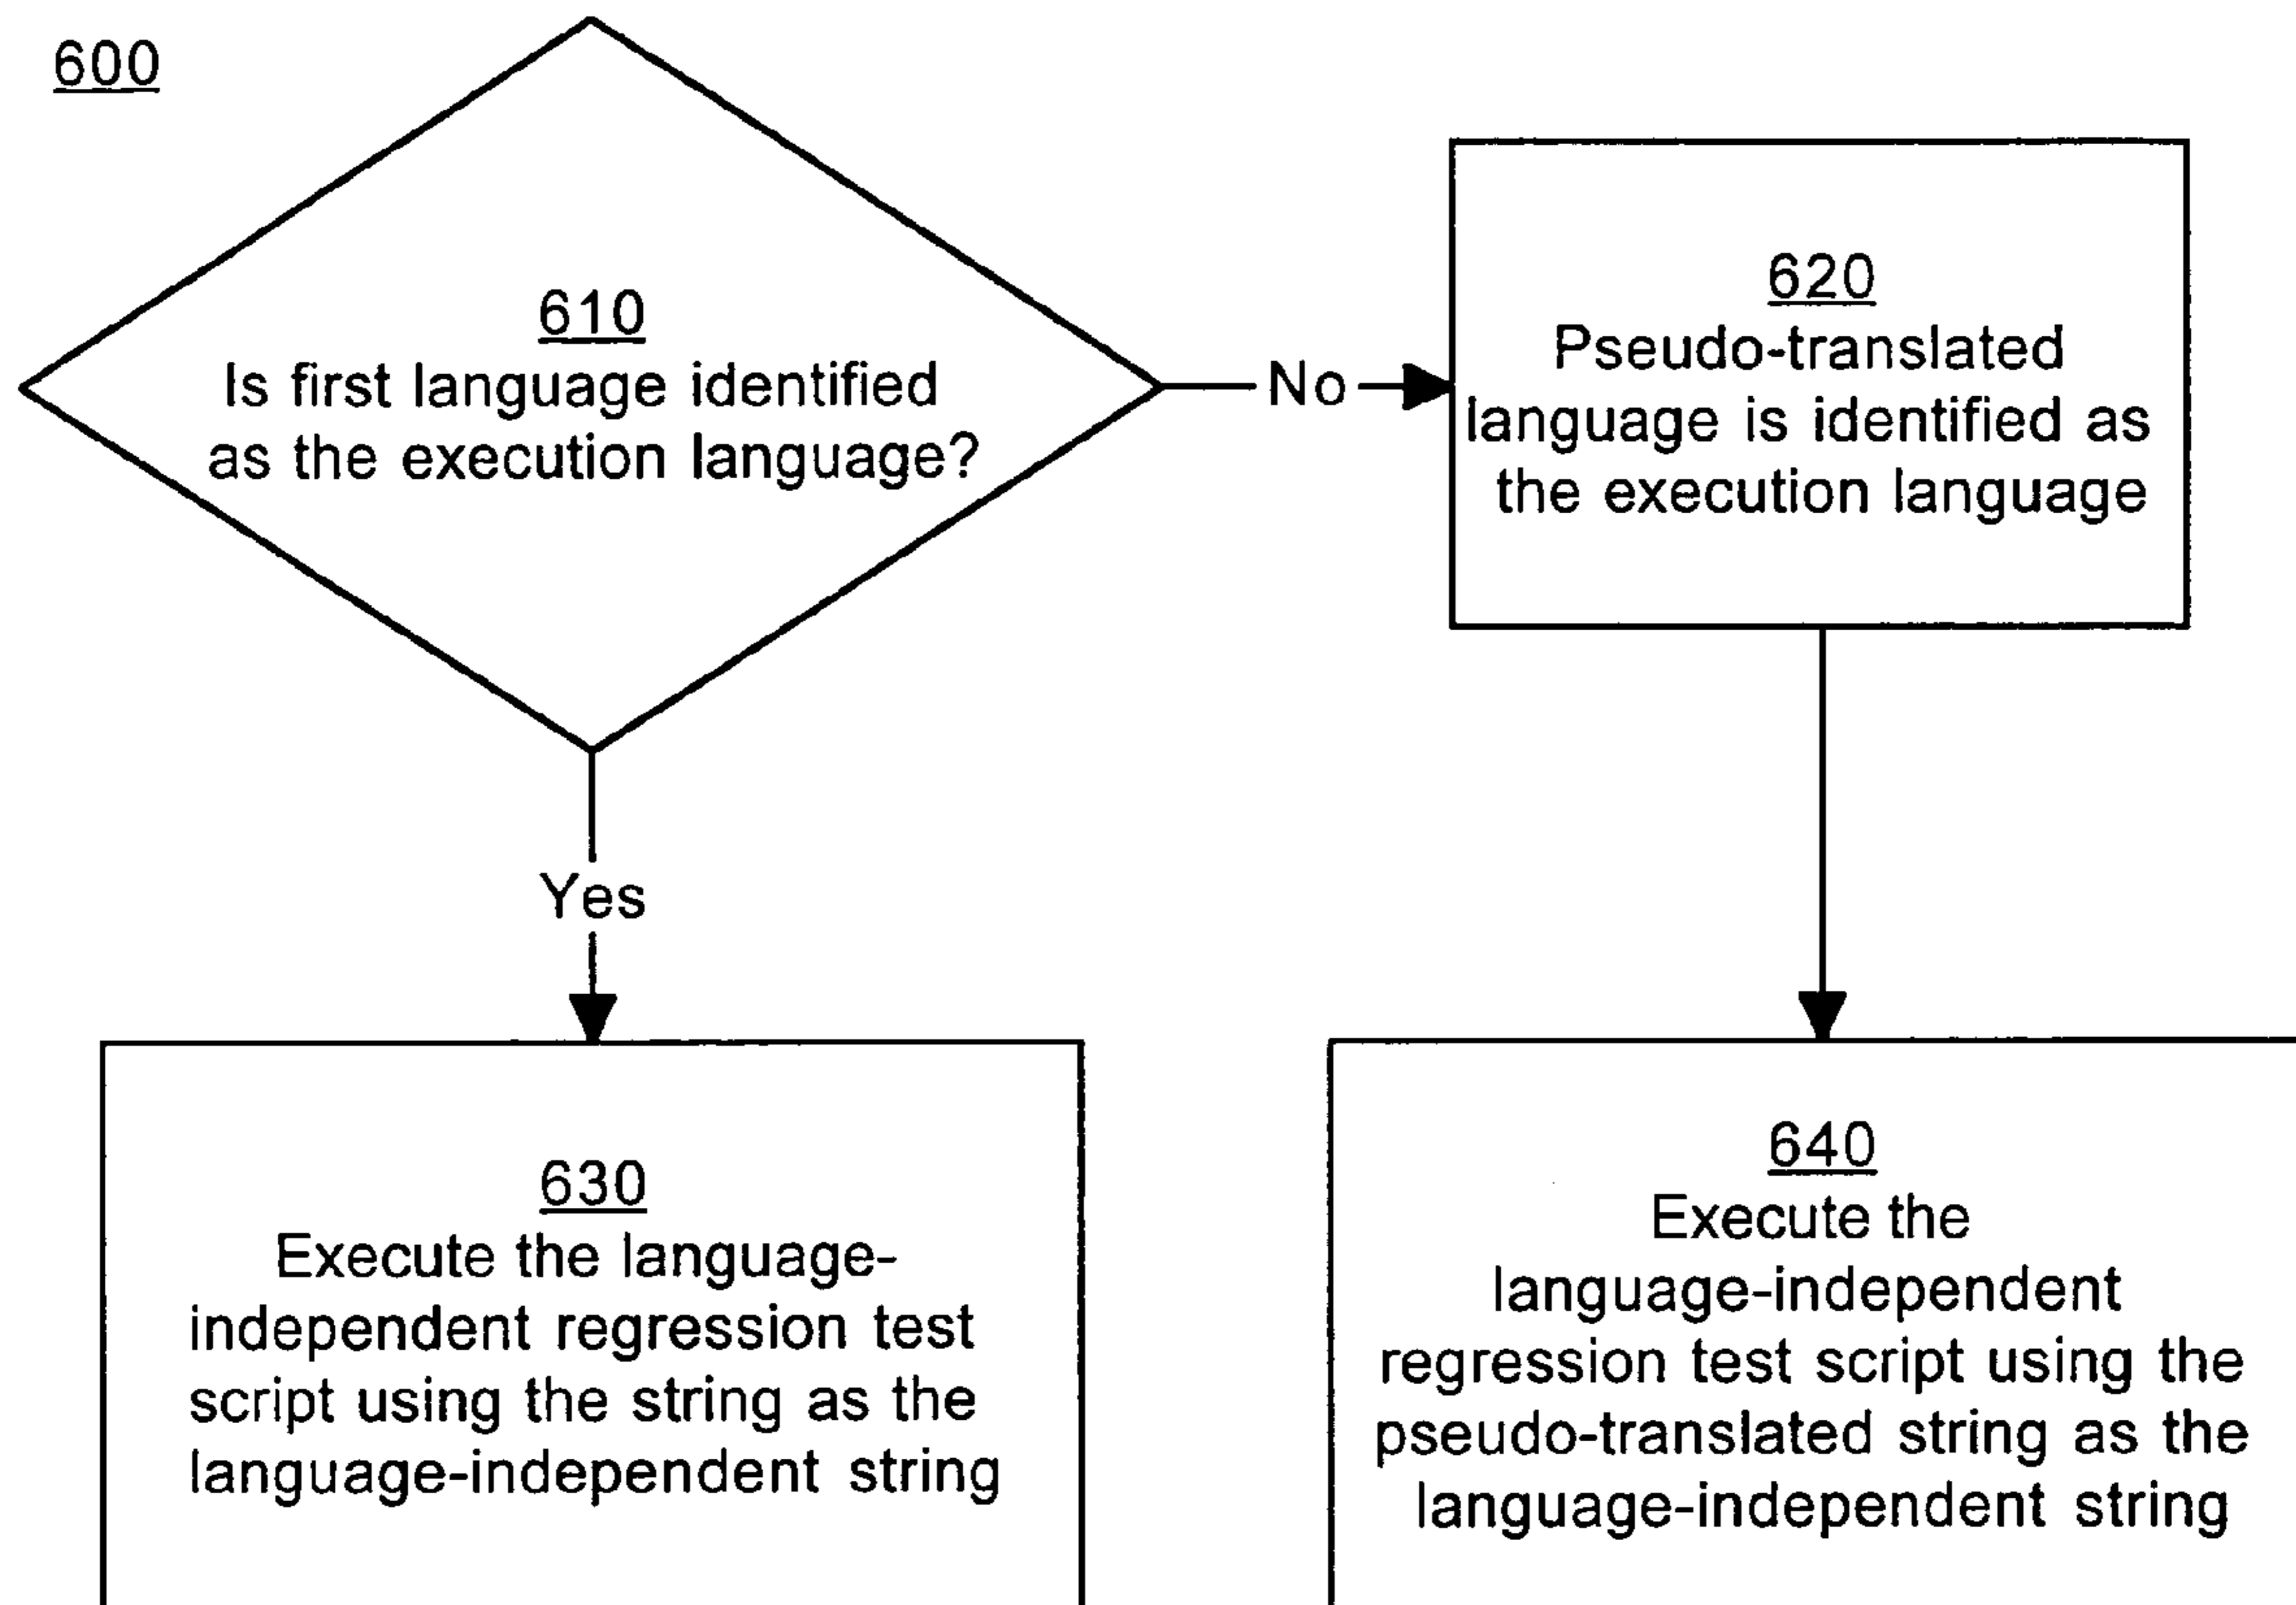 600
610
Is first language identified
as the execution language?
No
620
Pseudo-translated
language is identified as
the execution language
Yes
630
Execute the language-
independent regression test
script using the string as the
language-independent string
640
Execute the
language-independent
regression test script using the
pseudo-translated string as the
language-independent string